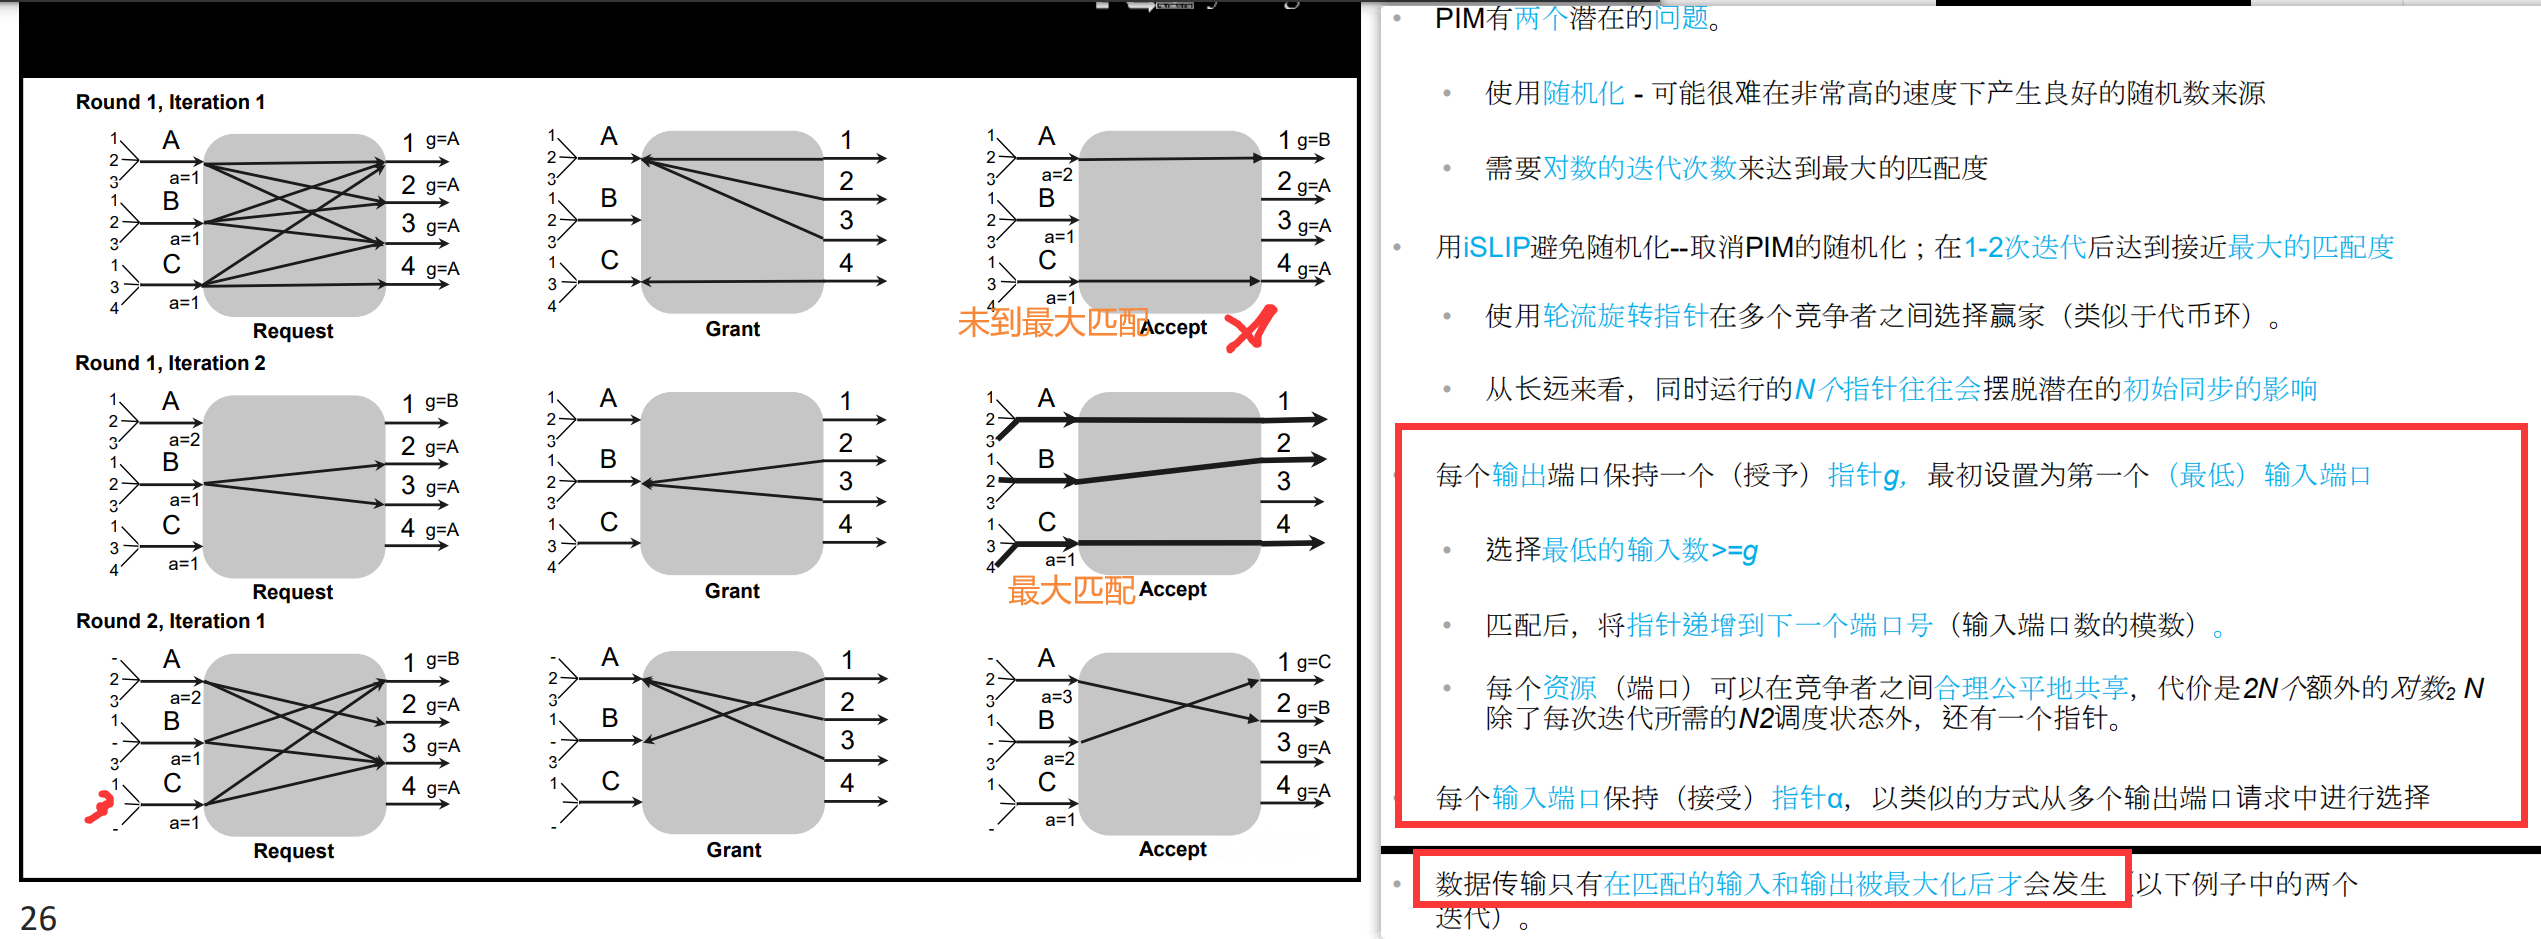 Round 1, Iteration 1
1 A 1 g=A
2
3 a=1 2 g=A
1 B
2 3 g=A
3 a=1
1 C 4 g=A
3
4 a=1
Request
1 A 1
2
3 2
1 B
2 3
3
1 C 4
3
4
Grant
1 A 1 g=B
2
3 a=2 2 g=A
1 B
2 3 g=A
3 a=1
1 C 4 g=A
3
4 a=1
未到最大匹配
Accept
Round 1, Iteration 2
1 A 1 g=B
2
3 a=2 2 g=A
1 B
2 3 g=A
3 a=1
1 C 4 g=A
3
4 a=1
Request
1 A 1
2
3 2
1 B
2 3
3
1 C 4
3
4
Grant
1 A 1
2
3 2
1 B
2 3
3
1 C 4
3
4 a=1
最大匹配
Accept
Round 2, Iteration 1
- A 1 g=B
2
3 a=2 2 g=A
1 B
- 3 g=A
3 a=1
1 C 4 g=A
- a=1
Request
- A 1
2
3 2
1 B
- 3
3
1 C 4
-
Grant
- A 1 g=C
2
3 a=3 2 g=B
1 B
- 3 g=A
3 a=2
1 C 4 g=A
- a=1
Accept
26
• PIM有两个潜在的问题。
• 使用随机化 - 可能很难在非常高的速度下产生良好的随机数来源
• 需要对数的迭代次数来达到最大的匹配度
• 用iSLIP避免随机化--取消PIM的随机化；在1-2次迭代后达到接近最大的匹配度
• 使用轮流旋转指针在多个竞争者之间选择赢家（类似于代币环）。
• 从长远来看，同时运行的N个指针往往会摆脱潜在的初始同步的影响
每个输出端口保持一个（授予）指针g，最初设置为第一个（最低）输入端口
• 选择最低的输入数>=g
• 匹配后，将指针递增到下一个端口号（输入端口数的模数）。
• 每个资源（端口）可以在竞争者之间合理公平地共享，代价是2N个额外的对数₂ N
除了每次迭代所需的N2调度状态外，还有一个指针。
每个输入端口保持（接受）指针α，以类似的方式从多个输出端口请求中进行选择
• 数据传输只有在匹配的输入和输出被最大化后才会发生 以下例子中的两个
迭代）。